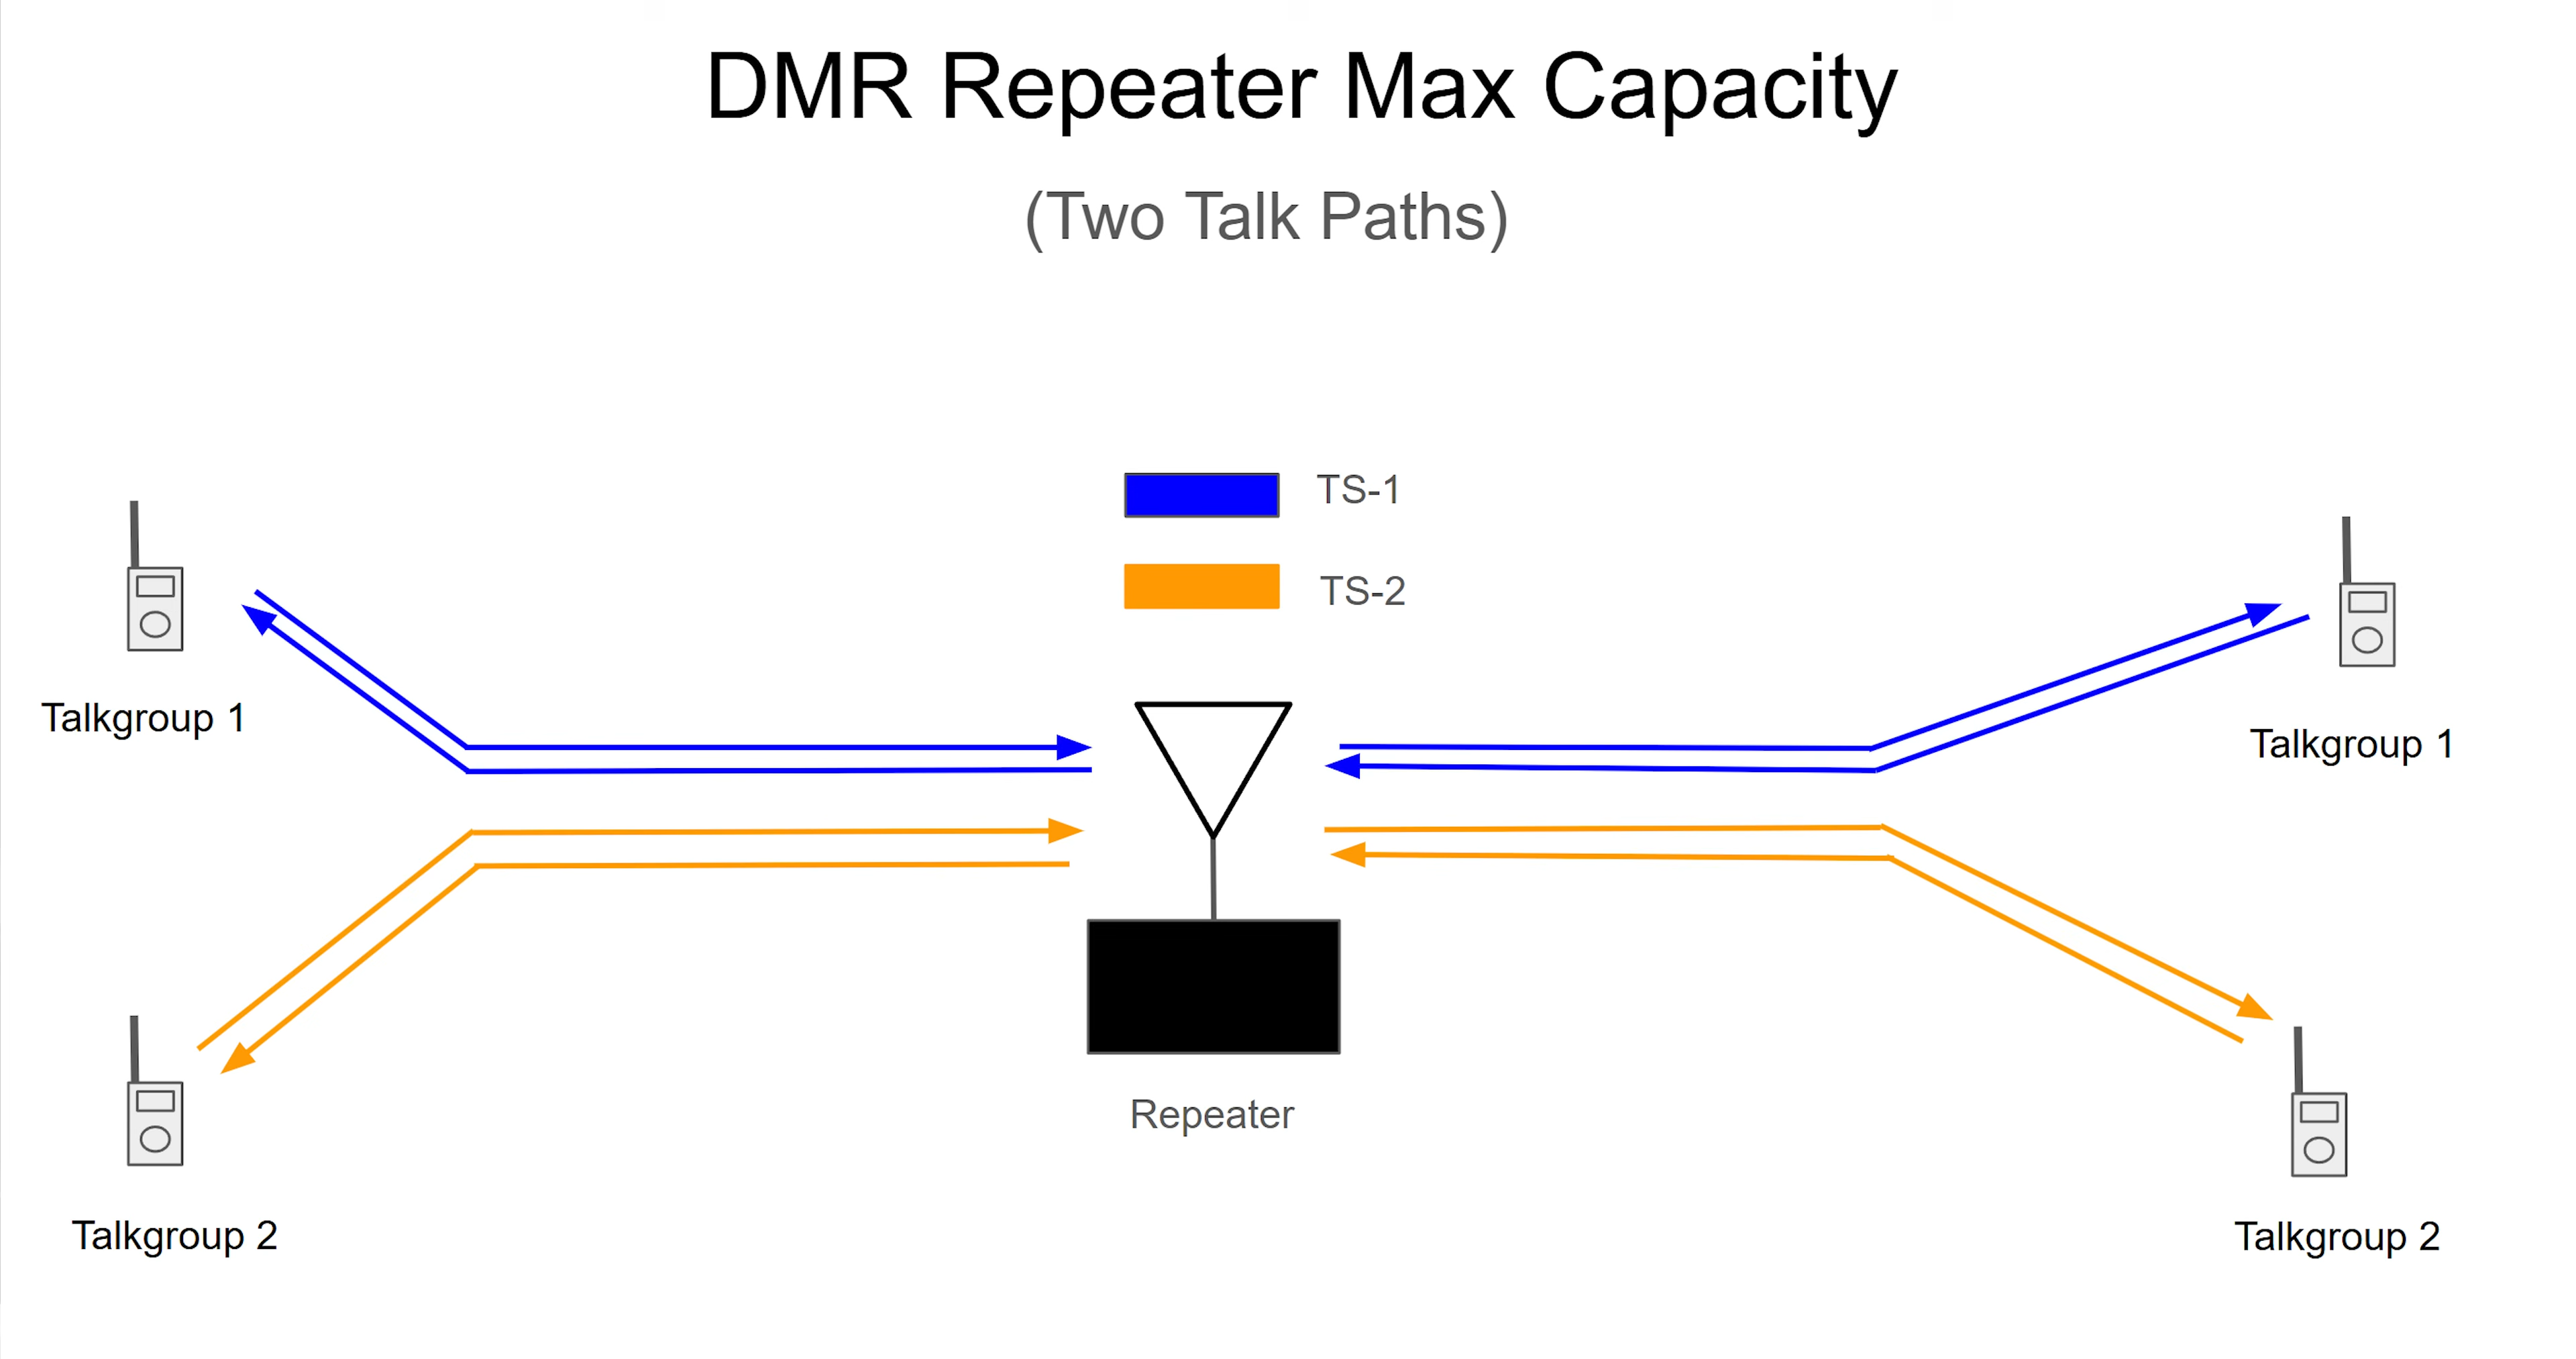 DMR Repeater Max Capacity
(Two Talk Paths)
TS-1
TS-2
Talkgroup 1
Talkgroup 1
Repeater
Talkgroup 2
Talkgroup 2